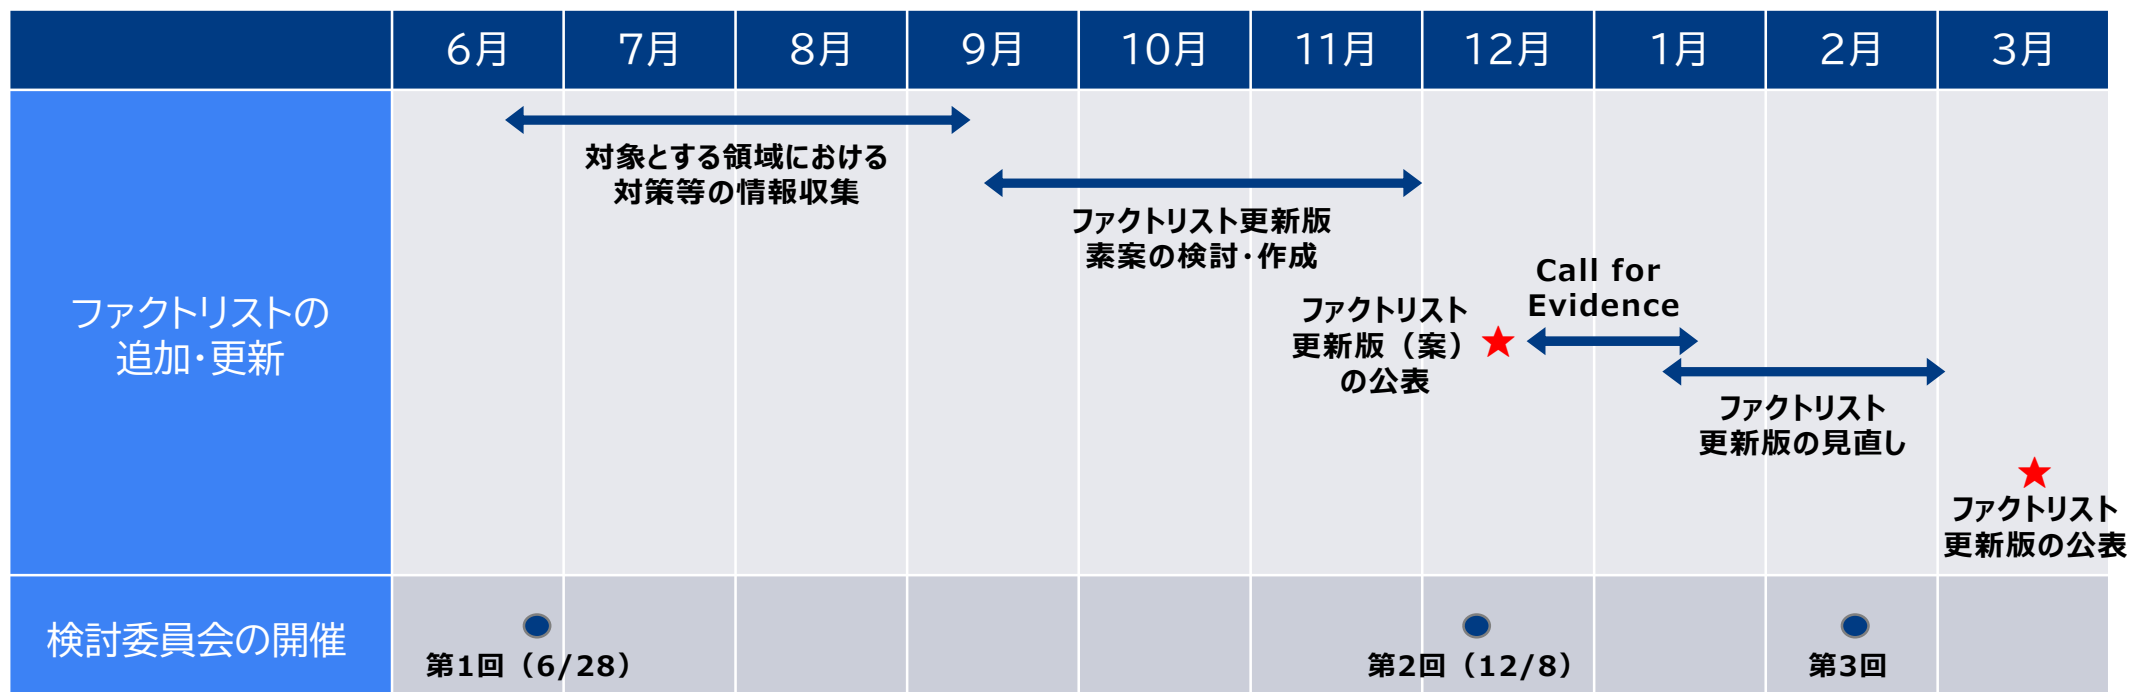 6月 7月 8月 9月 10月 11月 12月 1月 2月 3月
ファクトリストの
追加・更新
対象とする領域における
対策等の情報収集
ファクトリスト更新版
素案の検討・作成
ファクトリスト
更新版（案）
の公表
Call for
Evidence
ファクトリスト
更新版の見直し
ファクトリスト
更新版の公表
検討委員会の開催
第1回（6/28）
第2回（12/8）
第3回